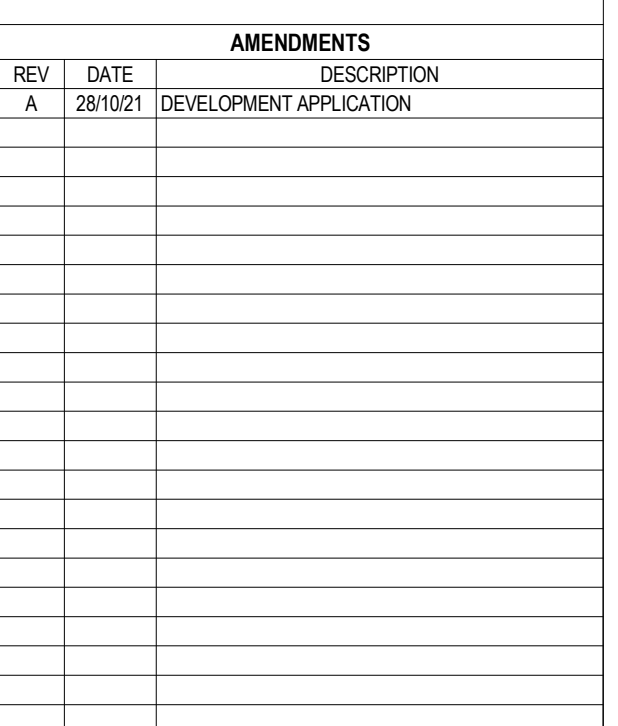 AMENDMENTS
REV DATE DESCRIPTION
A 28/10/21 DEVELOPMENT APPLICATION